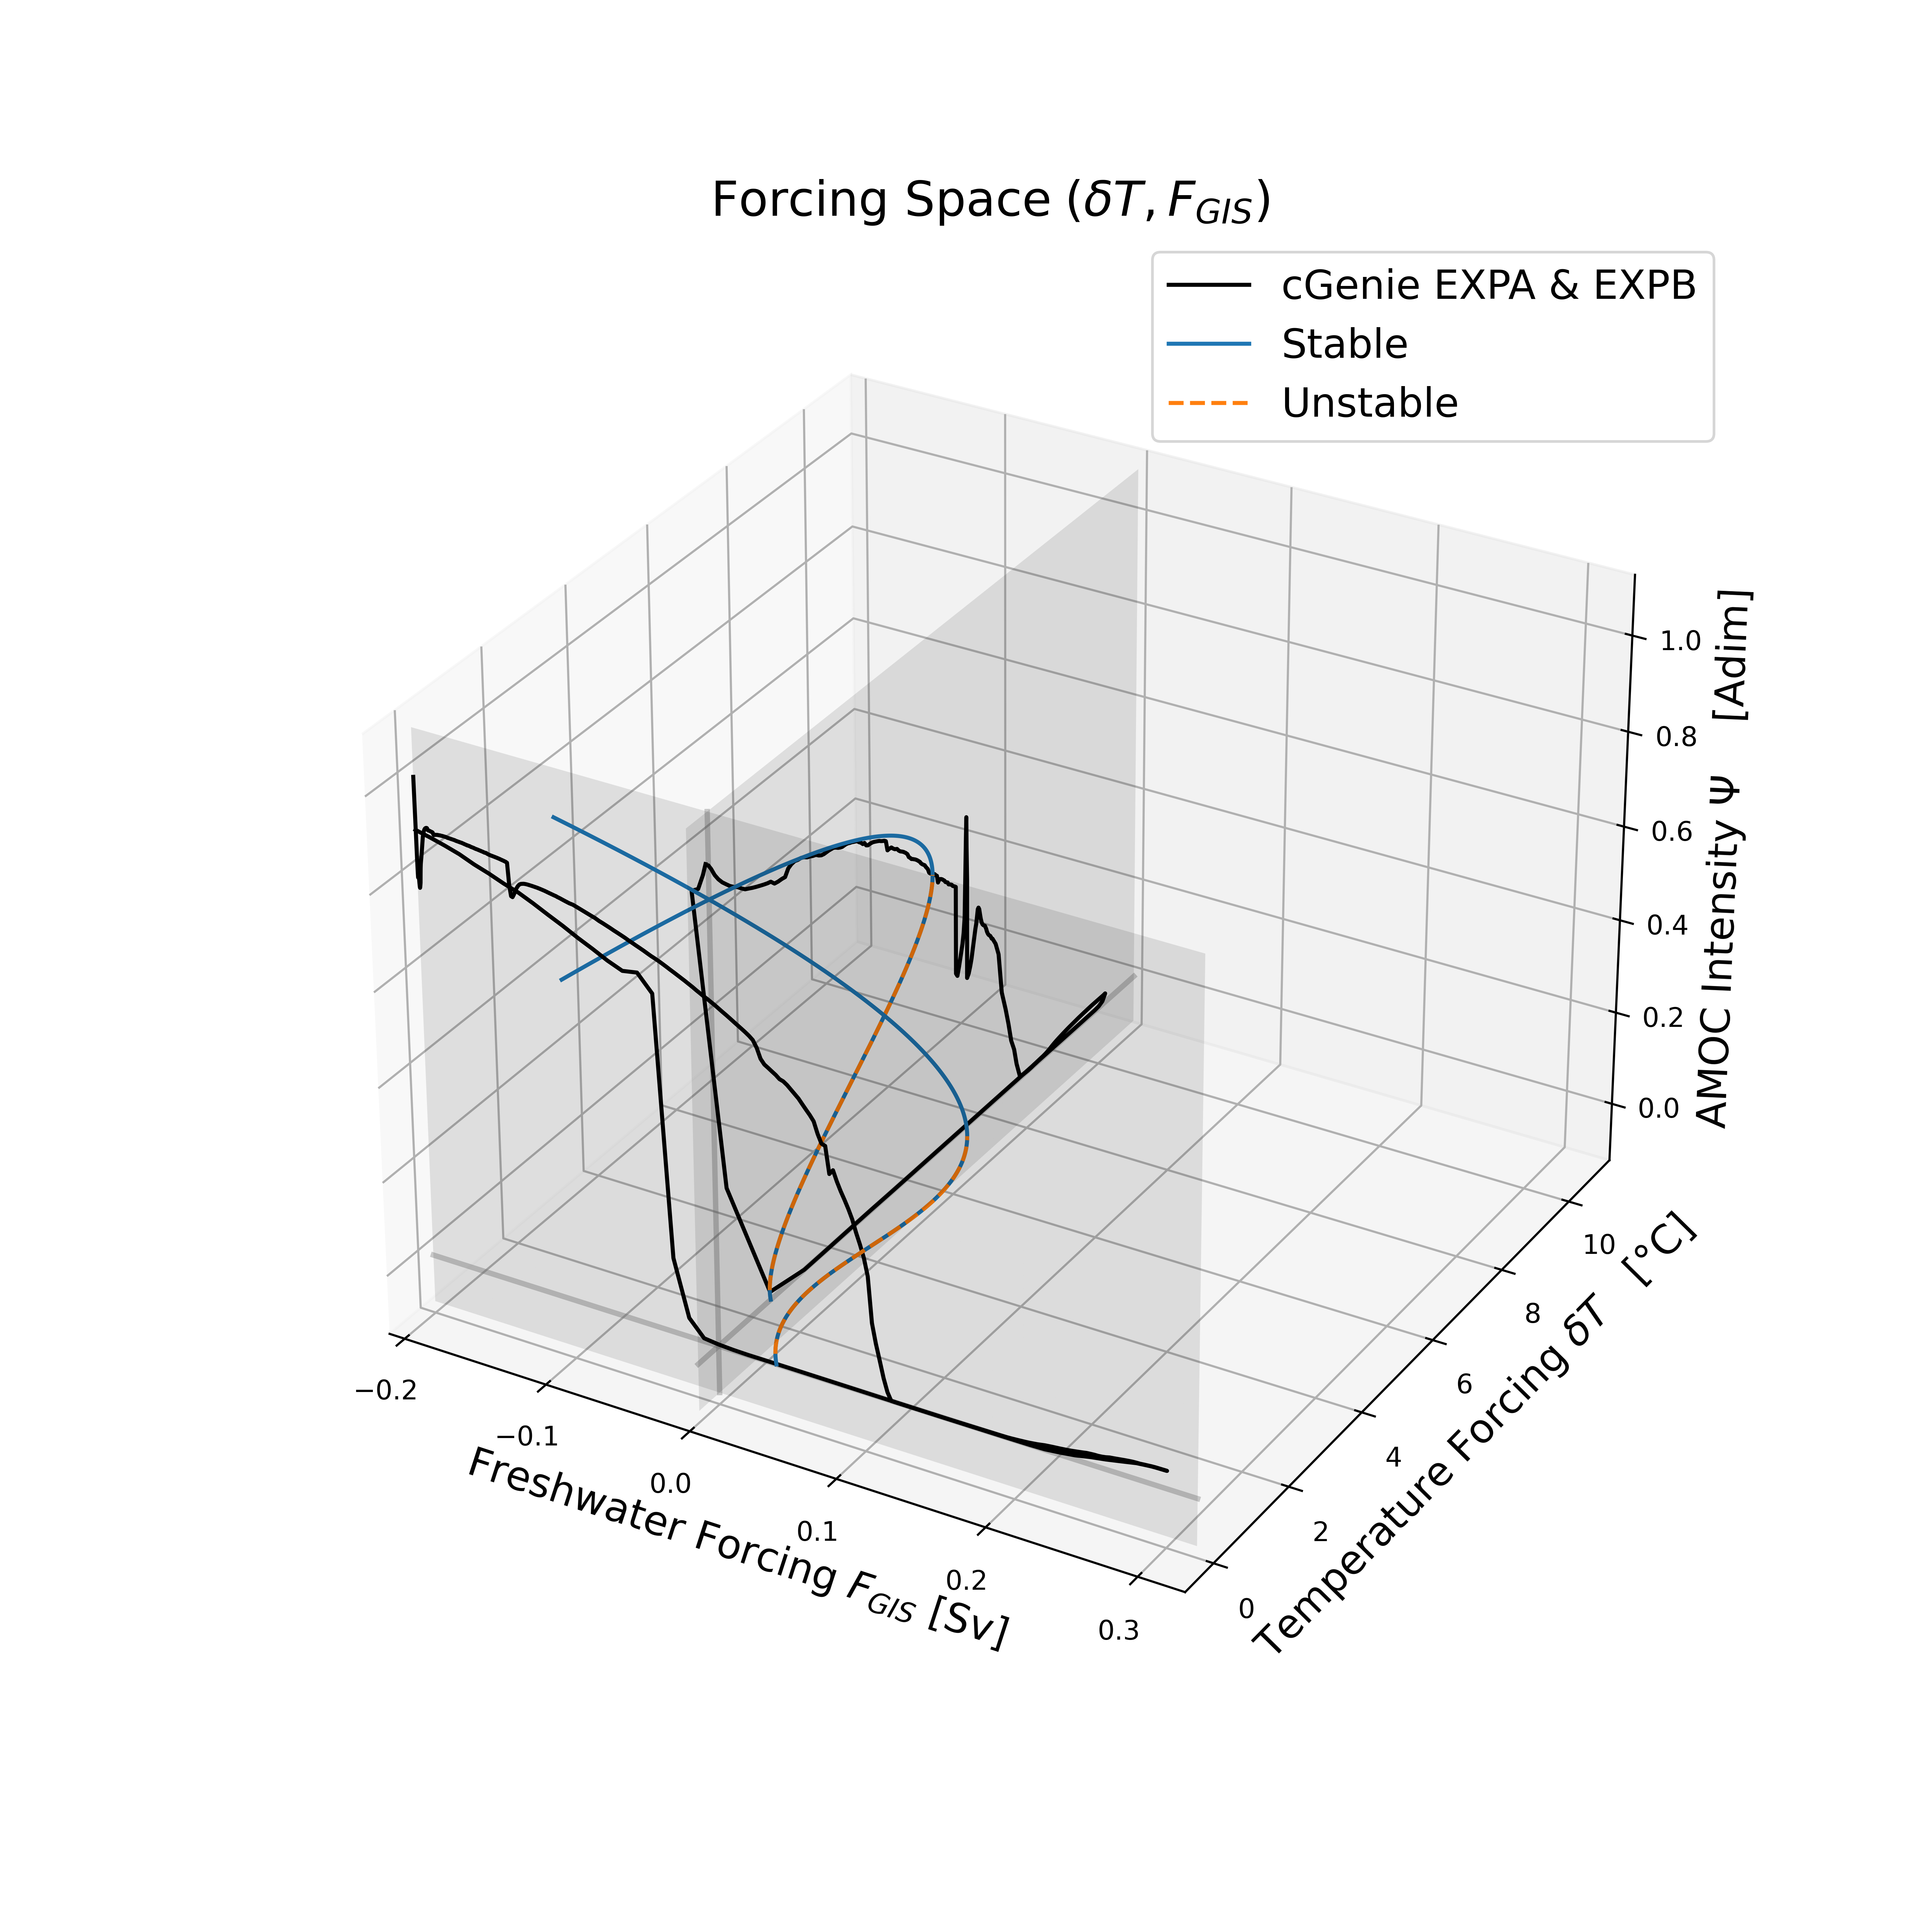 Forcing Space (δT, F_GIS)
cGenie EXPA & EXPB
Stable
Unstable
1.0
0.8
0.6
0.4
0.2
0.0
AMOC Intensity Ψ [Adim]
10
8
6
4
2
0
Temperature Forcing δT [°C]
−0.2
−0.1
0.0
0.1
0.2
0.3
Freshwater Forcing F_GIS [Sv]